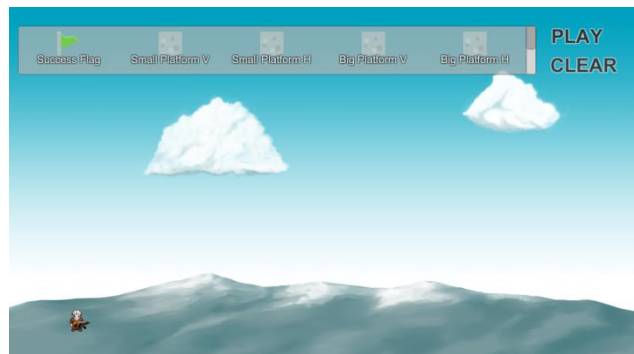 PLAY
CLEAR
Success Flag
Small Platform V
Small Platform H
Big Platform V
Big Platform H